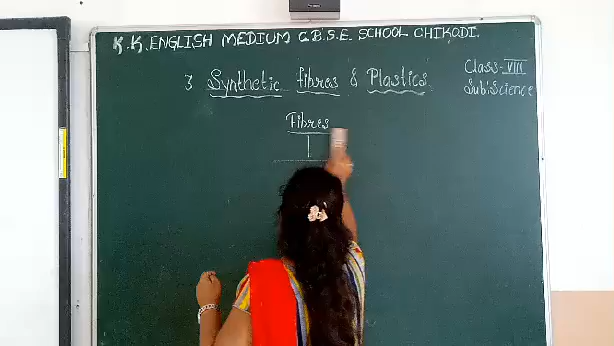 K.K. ENGLISH MEDIUM C.B.S.E. SCHOOL CHIKODI.
Class-VIII
3 Synthetic fibres & Plastics
Sub:Science
Fibres